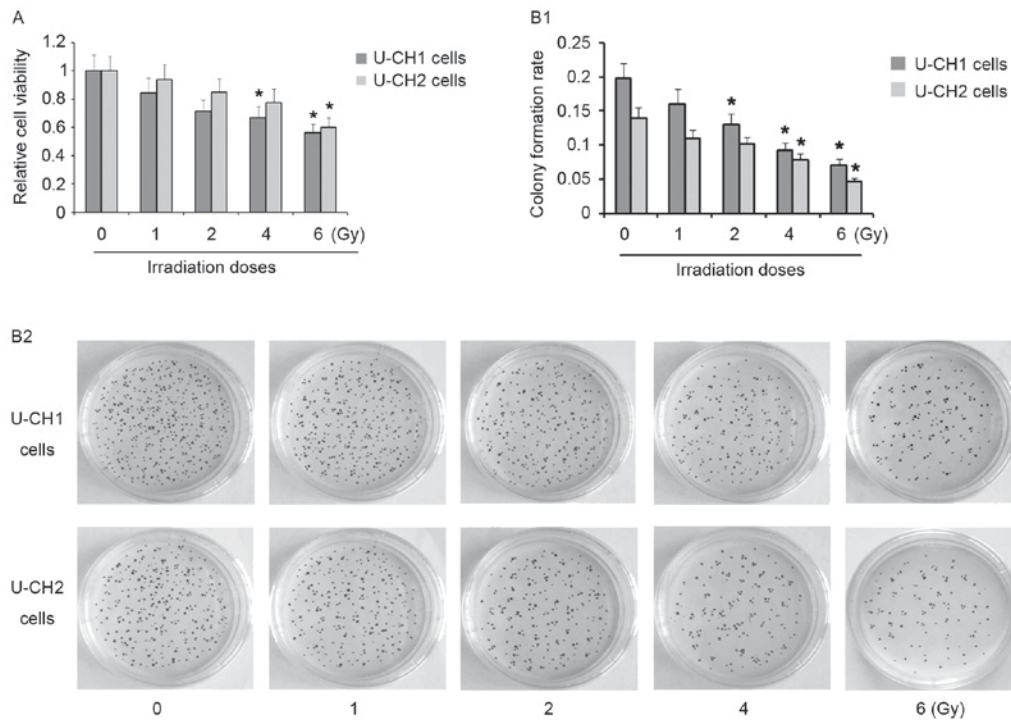 A
Relative cell viability
1.2
1
0.8
0.6
0.4
0.2
0
*
*
*
U-CH1 cells
U-CH2 cells
0 1 2 4 6 (Gy)
Irradiation doses
B1
Colony formation rate
0.25
0.2
0.15
0.1
0.05
0
*
*
*
*
*
U-CH1 cells
U-CH2 cells
0 1 2 4 6 (Gy)
Irradiation doses
B2
U-CH1
cells
U-CH2
cells
0 1 2 4 6 (Gy)